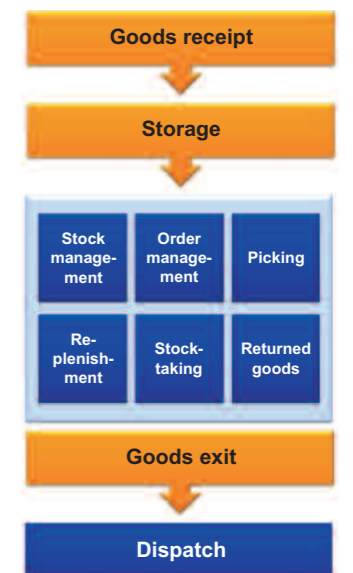 Goods receipt
Storage
Stock
manage-
ment
Order
manage-
ment
Picking
Re-
plenish-
ment
Stock-
taking
Returned
goods
Goods exit
Dispatch